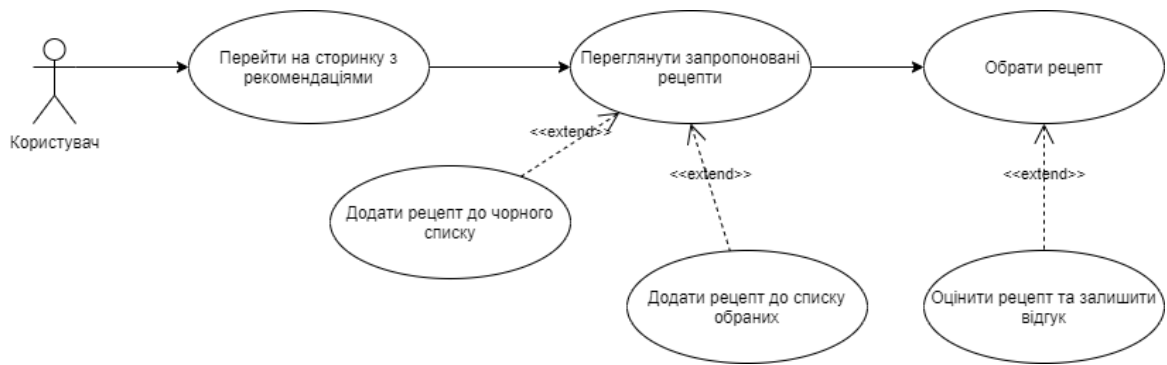 Перейти на сторинку з
рекомендаціями
Переглянути запропоновані
рецепти
Обрати рецепт
Користувач
<<extend>>
<<extend>>
<<extend>>
Додати рецепт до чорного
списку
Додати рецепт до списку
обраних
Оцінити рецепт та залишити
відгук